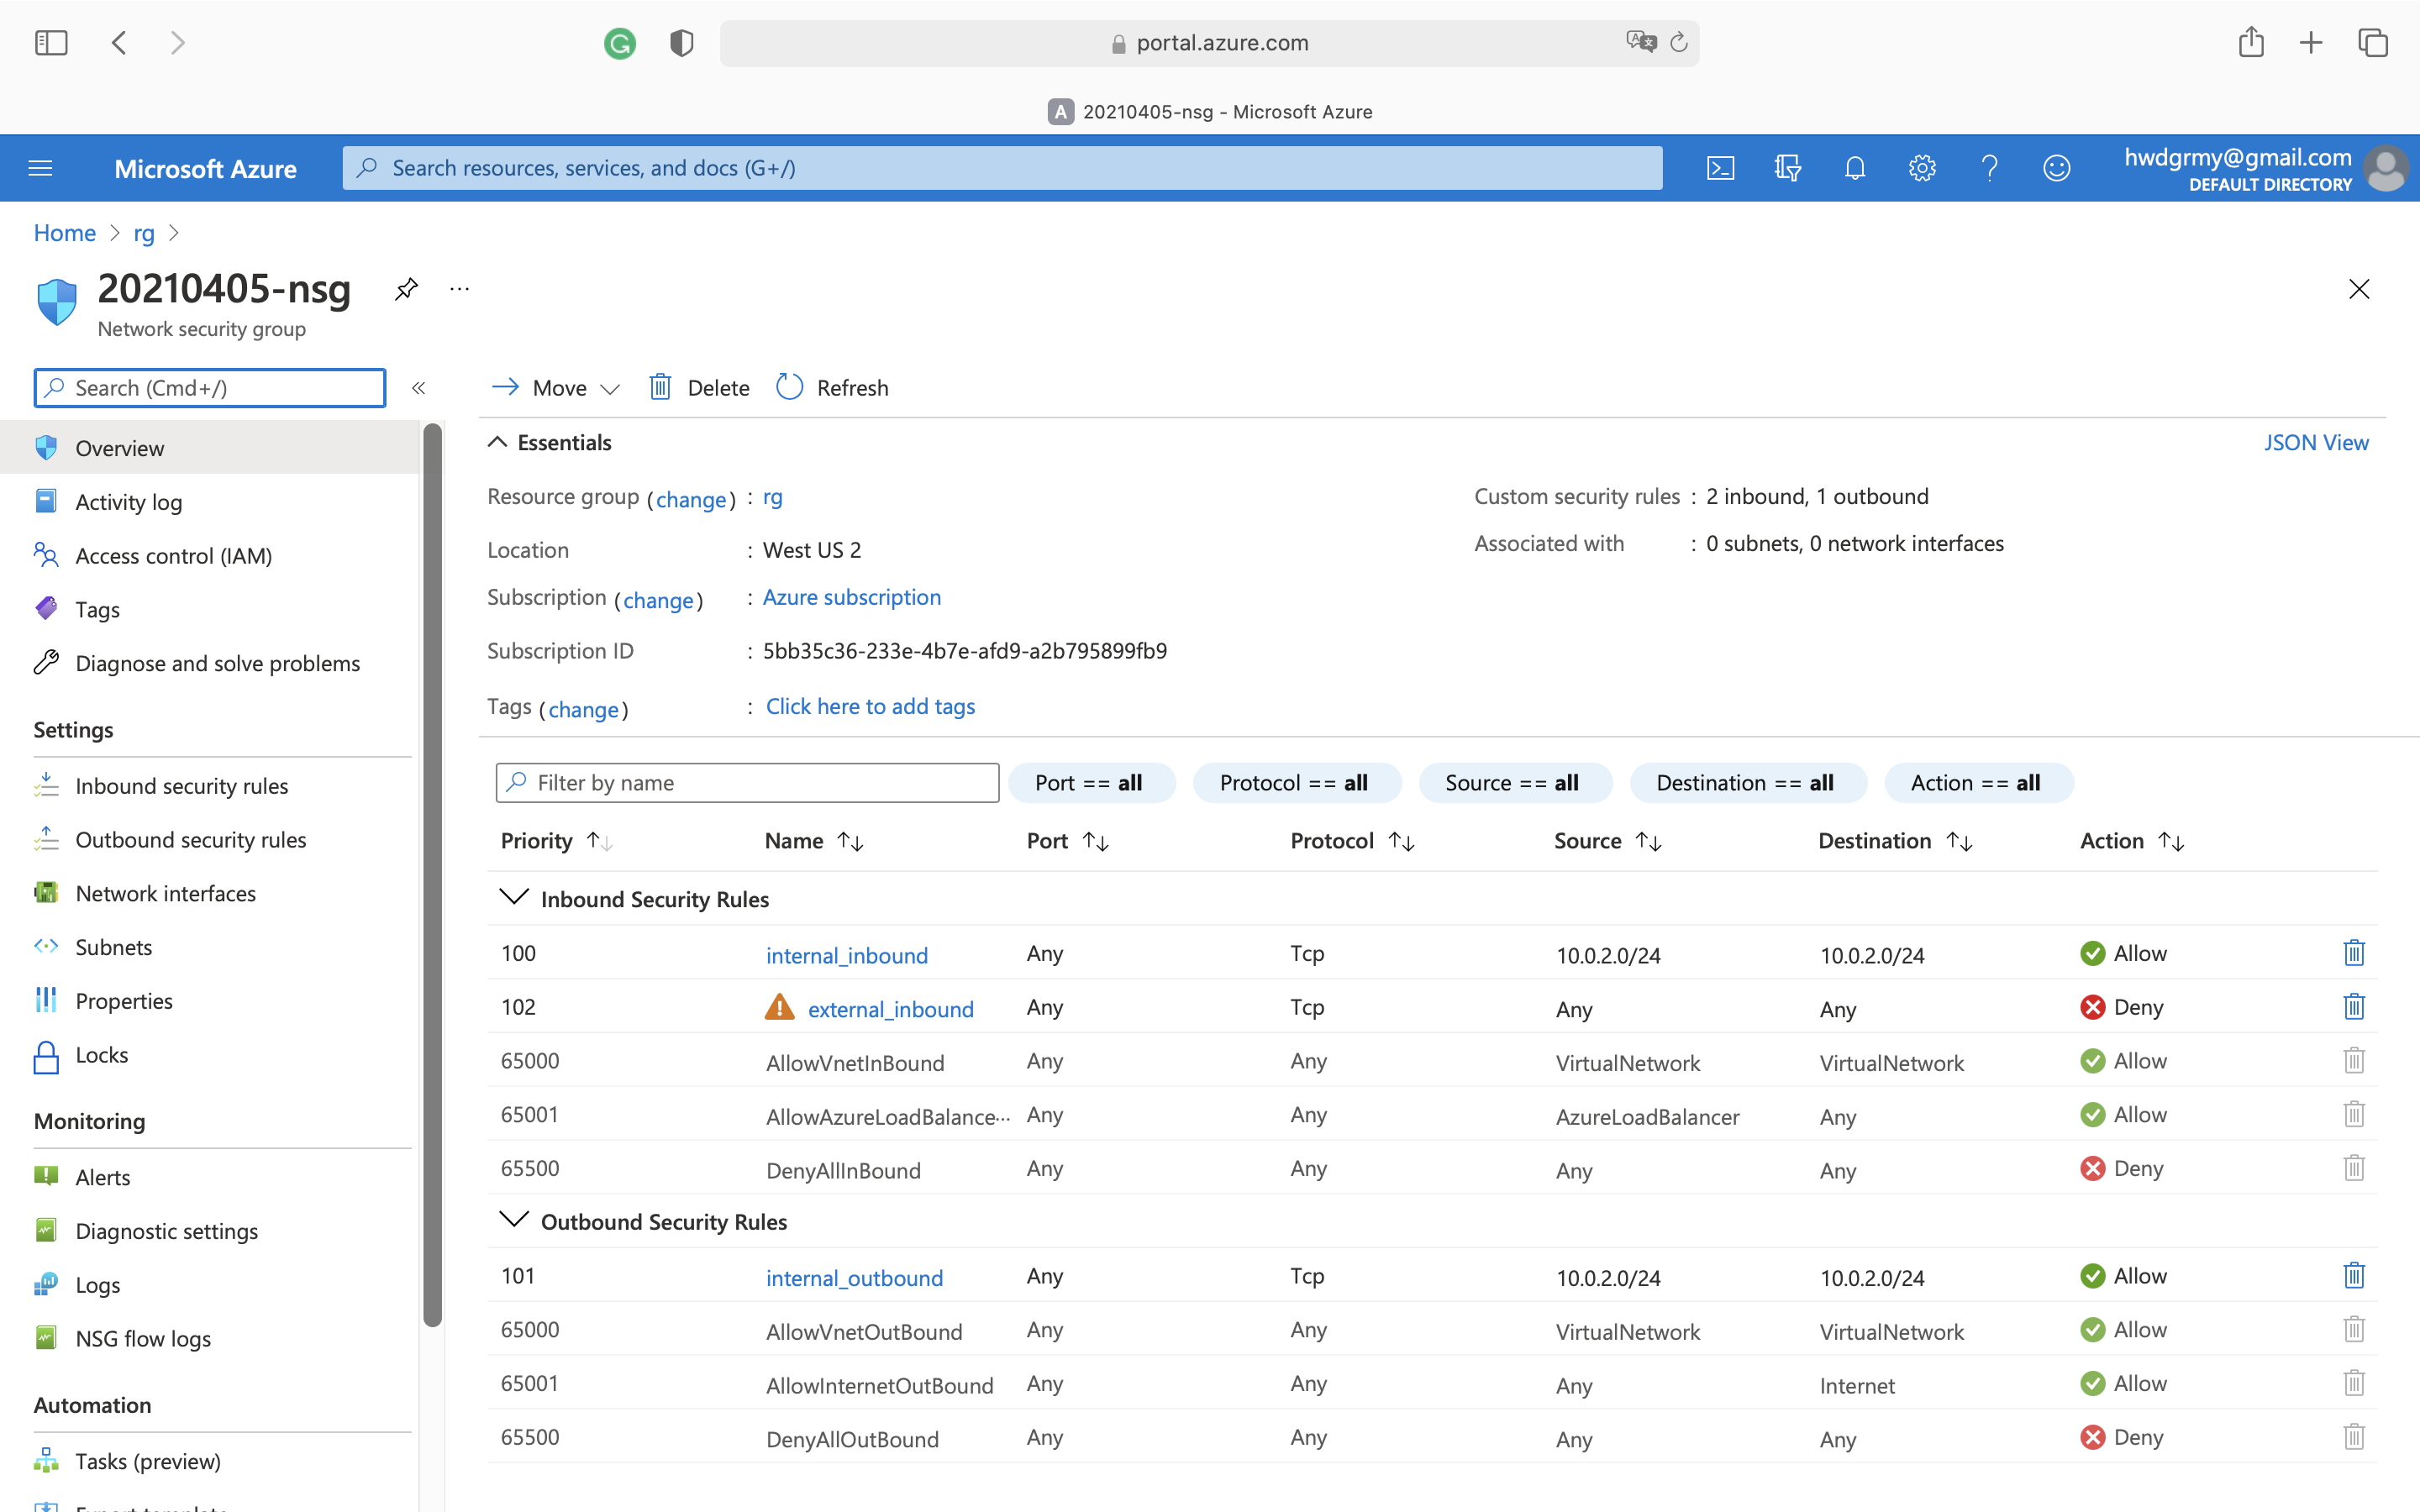 portal.azure.com
A 20210405-nsg - Microsoft Azure
Microsoft Azure
Search resources, services, and docs (G+/)
hwdgrmy@gmail.com
DEFAULT DIRECTORY
Home > rg >
20210405-nsg
Network security group
Search (Cmd+/)
Overview
Activity log
Access control (IAM)
Tags
Diagnose and solve problems
Settings
Inbound security rules
Outbound security rules
Network interfaces
Subnets
Properties
Locks
Monitoring
Alerts
Diagnostic settings
Logs
NSG flow logs
Automation
Tasks (preview)
Move Delete Refresh
Essentials JSON View
Resource group (change) : rg
Location : West US 2
Subscription (change) : Azure subscription
Subscription ID : 5bb35c36-233e-4b7e-afd9-a2b795899fb9
Tags (change) : Click here to add tags
Custom security rules : 2 inbound, 1 outbound
Associated with : 0 subnets, 0 network interfaces
Filter by name Port == all Protocol == all Source == all Destination == all Action == all
Priority Name Port Protocol Source Destination Action
Inbound Security Rules
100 internal_inbound Any Tcp 10.0.2.0/24 10.0.2.0/24 Allow
102 external_inbound Any Tcp Any Any Deny
65000 AllowVnetInBound Any Any VirtualNetwork VirtualNetwork Allow
65001 AllowAzureLoadBalance... Any Any AzureLoadBalancer Any Allow
65500 DenyAllInBound Any Any Any Any Deny
Outbound Security Rules
101 internal_outbound Any Tcp 10.0.2.0/24 10.0.2.0/24 Allow
65000 AllowVnetOutBound Any Any VirtualNetwork VirtualNetwork Allow
65001 AllowInternetOutBound Any Any Any Internet Allow
65500 DenyAllOutBound Any Any Any Any Deny